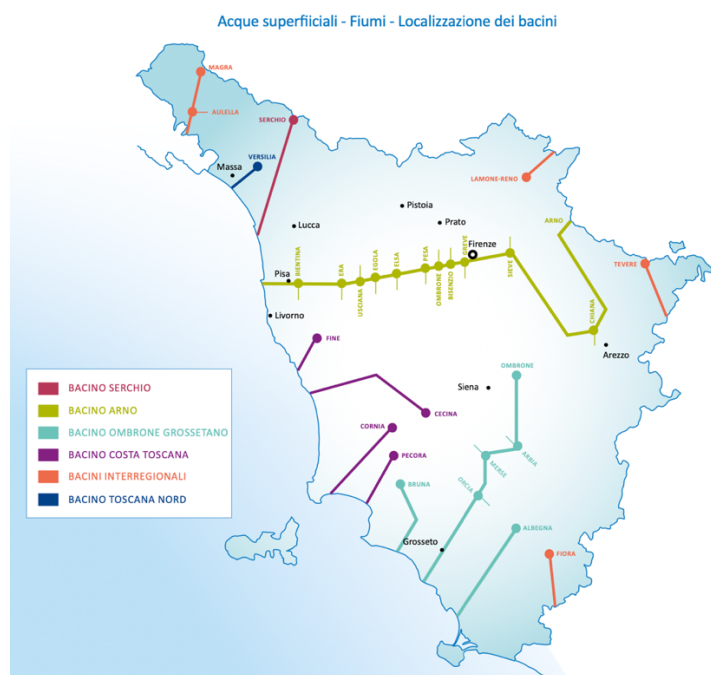 Acque superfiiciali - Fiumi - Localizzazione dei bacini
MAGRA
AULELLA
SERCHIO
VERSILIA
Massa
LAMONE-RENO
Pistoia
Prato
Lucca
ARNO
Firenze
GREVE
TEVERE
Pisa
BIENTINA
ERA
USCIANA
EGOLA
ELSA
PESA
OMBRONE
BISENZIO
SIEVE
CHIANA
Livorno
Arezzo
FINE
OMBRONE
Siena
CECINA
CORNIA
PECORA
ARBIA
MERSE
ORCIA
BRUNA
ALBEGNA
Grosseto
FIORA
BACINO SERCHIO
BACINO ARNO
BACINO OMBRONE GROSSETANO
BACINO COSTA TOSCANA
BACINI INTERREGIONALI
BACINO TOSCANA NORD